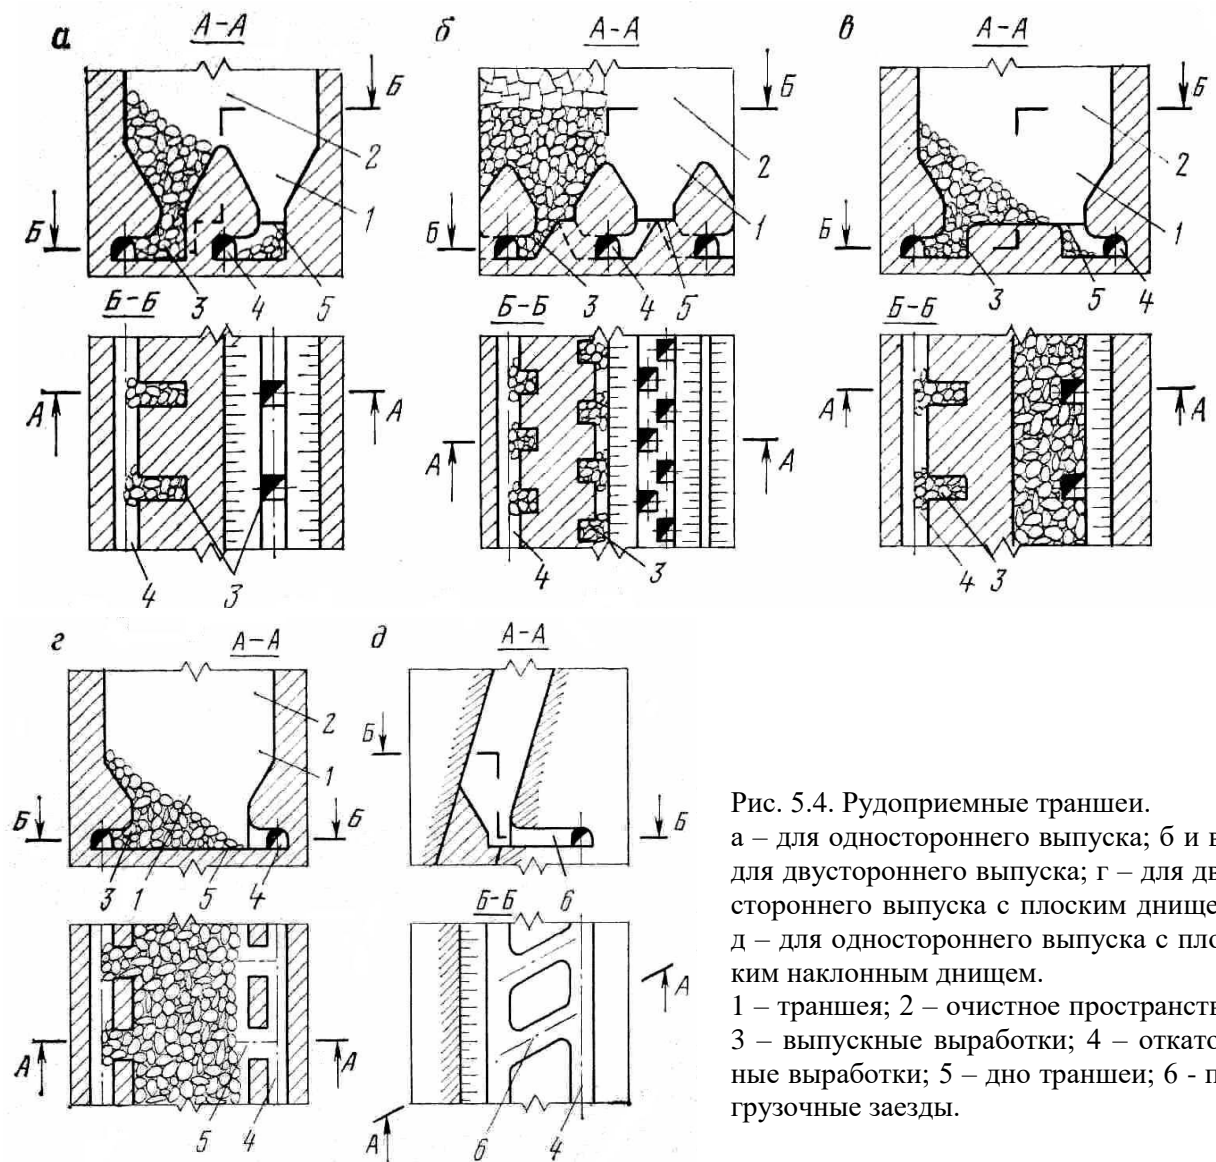 а А-А б А-А в А-А
Б Б Б
2 2 2
1 1 1
Б Б Б
3 4 5 3 4 5 3 5 4
Б-Б Б-Б Б-Б
А А А А А А
4 3 4 3 4 3
г А-А д А-А
2
Б
1
Б Б Б
3 1 5 4
Б-Б 6
А
А А
5 4
А 6 4
Рис. 5.4. Рудоприемные траншеи.
а – для одностороннего выпуска; б и в
для двустороннего выпуска; г – для дв
стороннего выпуска с плоским днище
д – для одностороннего выпуска с пло
ким наклонным днищем.
1 – траншея; 2 – очистное пространств
3 – выпускные выработки; 4 – откато
ные выработки; 5 – дно траншеи; 6 - п
грузочные заезды.